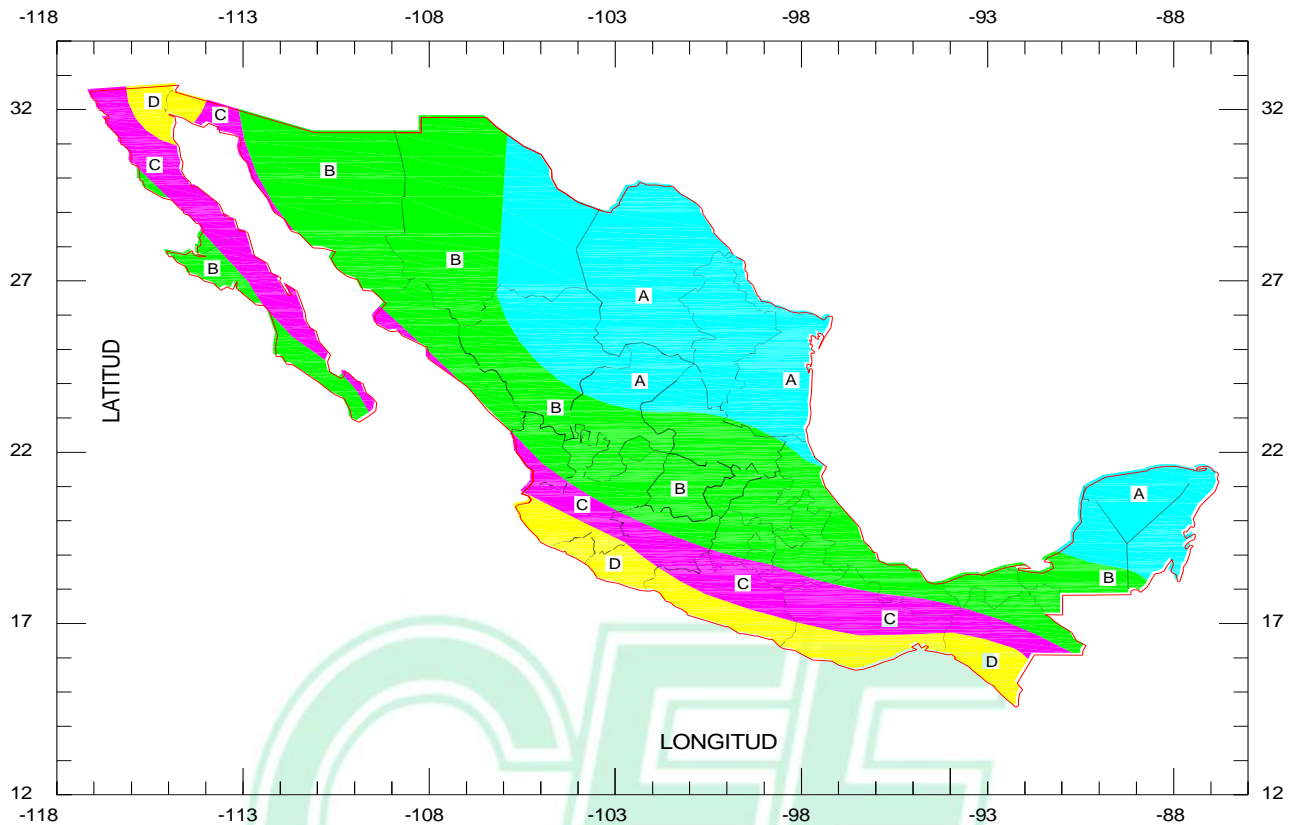 -118 -113 -108 -103 -98 -93 -88
32 D C 32
C B
B
B 27 A 27
A A
B
LATITUD
22 22
B A
C
D C B
17 C 17
D
LONGITUD
12 12
-118 -113 -108 -103 -98 -93 -88
CFE